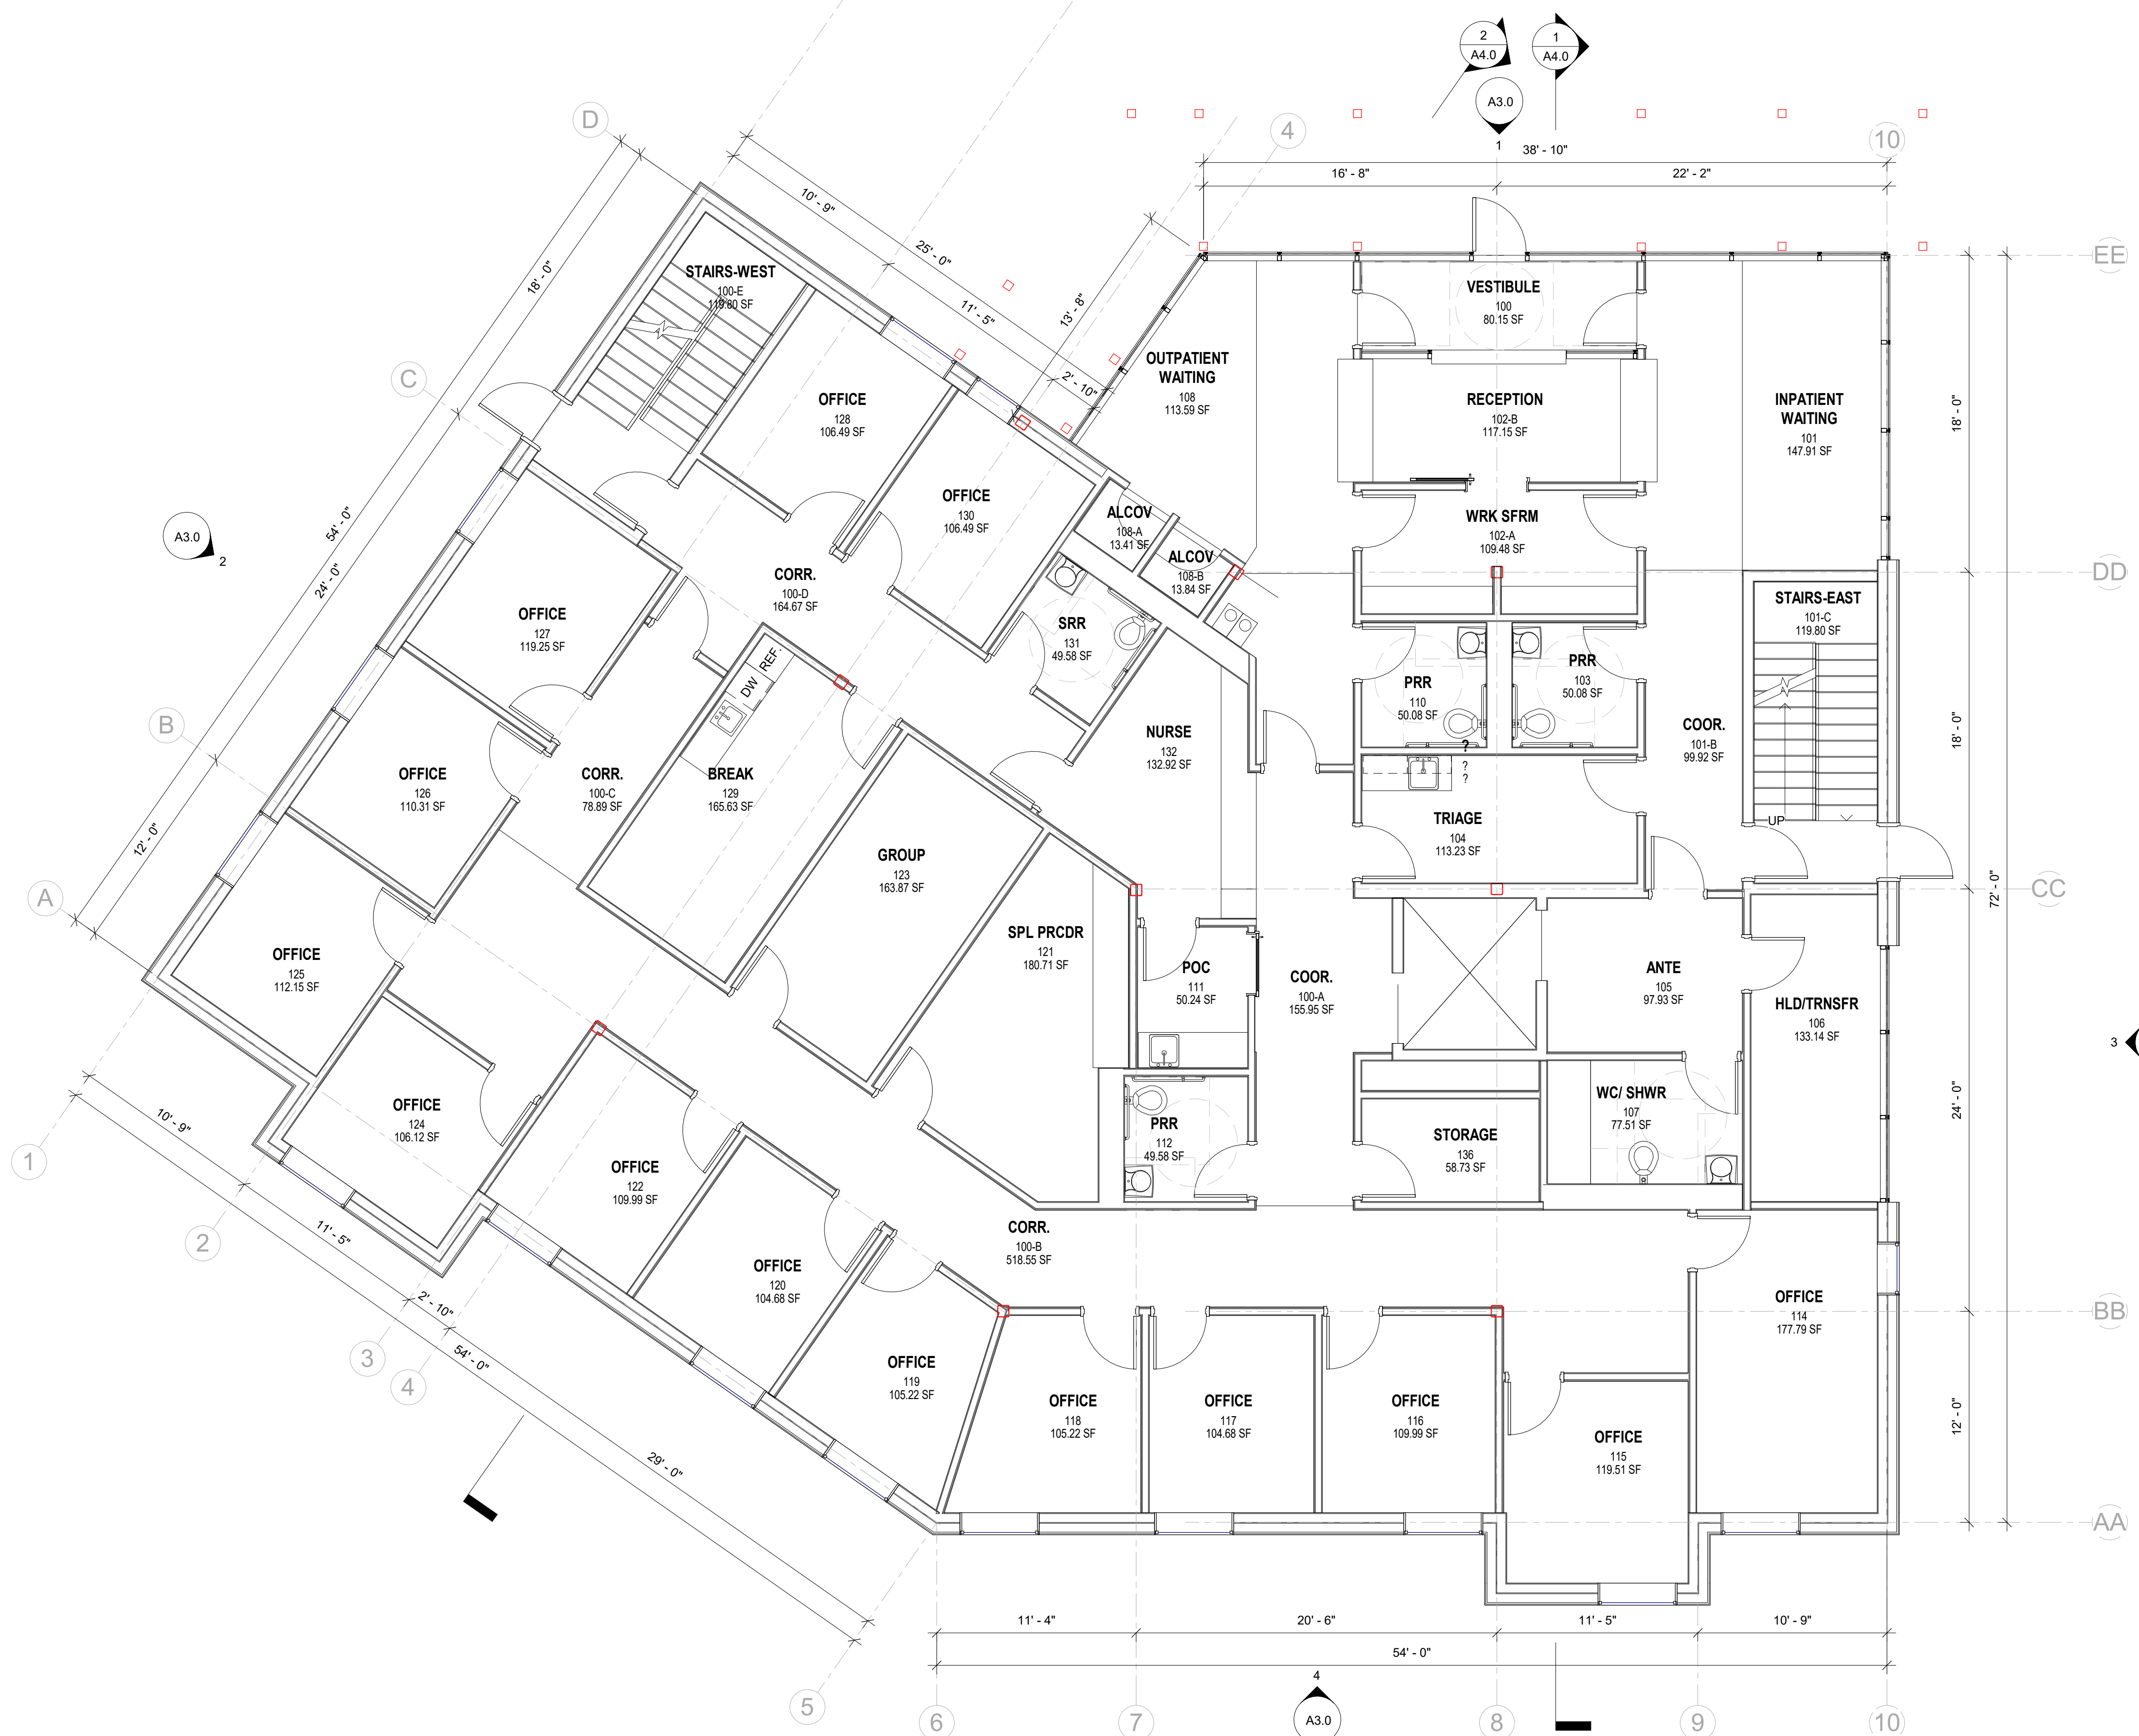 2
A4.0
1
A4.0
A3.0
1
D
4
10
38' - 10"
16' - 8"
22' - 2"
10' - 9"
25' - 0"
11' - 5"
2' - 10"
13' - 8"
18' - 0"
EE
STAIRS-WEST
100-E
119.80 SF
VESTIBULE
100
80.15 SF
OUTPATIENT
WAITING
108
113.59 SF
C
OFFICE
128
106.49 SF
RECEPTION
102-B
117.15 SF
INPATIENT
WAITING
101
147.91 SF
18' - 0"
OFFICE
130
106.49 SF
ALCOV
108-A
13.41 SF
WRK SFRM
102-A
109.48 SF
A3.0
2
54' - 0"
24' - 0"
ALCOV
108-B
13.84 SF
DD
CORR.
100-D
164.67 SF
OFFICE
127
119.25 SF
SRR
131
49.58 SF
STAIRS-EAST
101-C
119.80 SF
REF.
DW
PRR
110
50.08 SF
PRR
103
50.08 SF
B
NURSE
132
132.92 SF
COOR.
101-B
99.92 SF
18' - 0"
?
?
?
OFFICE
126
110.31 SF
CORR.
100-C
78.89 SF
BREAK
129
165.63 SF
TRIAGE
104
113.23 SF
UP
12' - 0"
GROUP
123
163.87 SF
A
CC
72' - 0"
SPL PRCDR
121
180.71 SF
OFFICE
125
112.15 SF
POC
111
50.24 SF
COOR.
100-A
155.95 SF
ANTE
105
97.93 SF
HLD/TRNSFR
106
133.14 SF
3
OFFICE
124
106.12 SF
10' - 9"
PRR
112
49.58 SF
STORAGE
136
58.73 SF
WC/ SHWR
107
77.51 SF
24' - 0"
1
OFFICE
122
109.99 SF
11' - 5"
2
CORR.
100-B
518.55 SF
OFFICE
120
104.68 SF
2' - 10"
OFFICE
114
177.79 SF
BB
3
54' - 0"
4
OFFICE
119
105.22 SF
OFFICE
118
105.22 SF
OFFICE
117
104.68 SF
OFFICE
116
109.99 SF
OFFICE
115
119.51 SF
12' - 0"
29' - 0"
AA
11' - 4"
20' - 6"
11' - 5"
10' - 9"
54' - 0"
4
A3.0
5
6
7
8
9
10